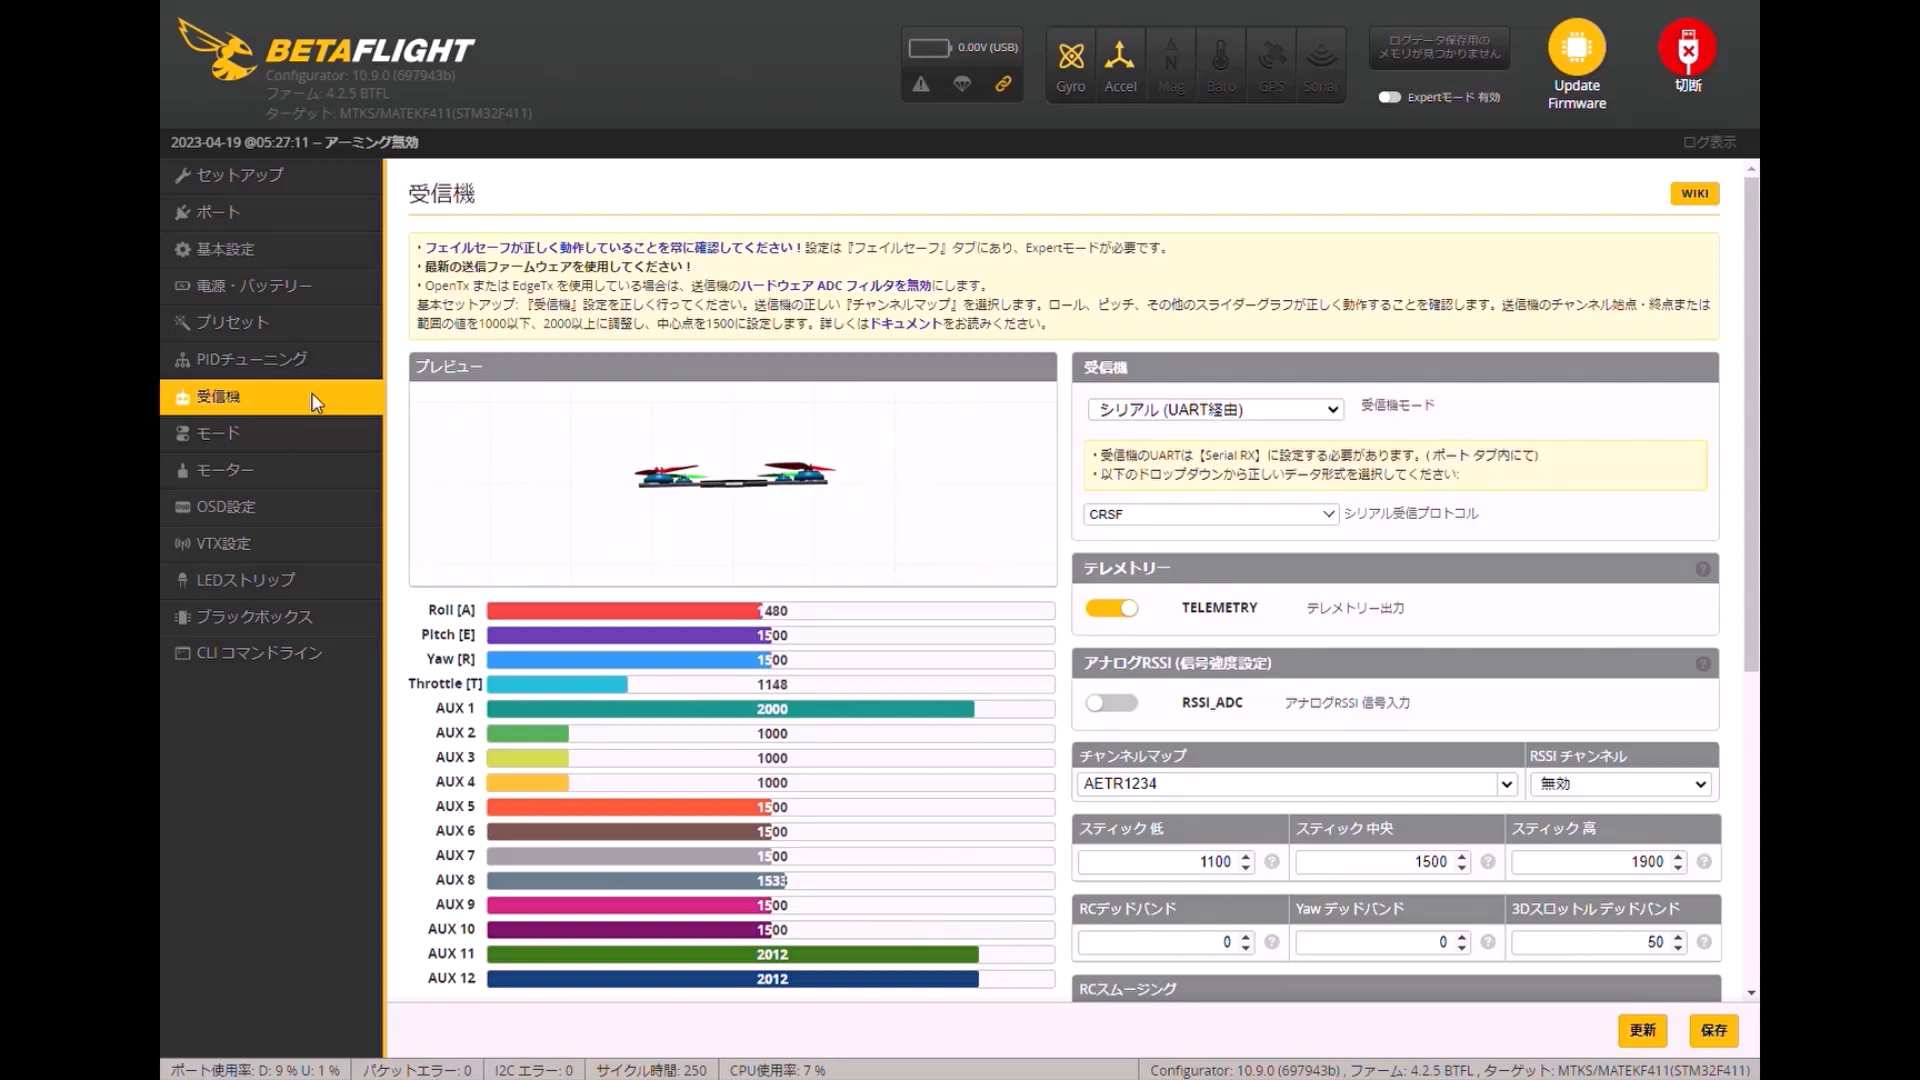 BETAFLIGHT
Configurator: 10.9.0 (697943b)
ファーム: 4.2.5 BTFL
ターゲット: MTKS/MATEKF411(STM32F411)
0.00V (USB)
Gyro
Accel
Mag
Baro
GPS
Sonar
ログデータ保存用の
メモリが見つかりません
Expertモード 有効
Update
Firmware
切断
2023-04-19 @05:27:11 -- アーミング無効
ログ表示
セットアップ
ポート
基本設定
電源・バッテリー
プリセット
PIDチューニング
受信機
モード
モーター
OSD設定
VTX設定
LEDストリップ
ブラックボックス
CLI コマンドライン
受信機
WIKI
・フェイルセーフが正しく動作していることを常に確認してください！設定は『フェイルセーフ』タブにあり、Expertモードが必要です。
・最新の送信ファームウェアを使用してください！
・OpenTx または EdgeTx を使用している場合は、送信機のハードウェア ADC フィルタを無効にします。
基本セットアップ: 『受信機』設定を正しく行ってください。送信機の正しい『チャンネルマップ』を選択します。ロール、ピッチ、その他のスライダーグラフが正しく動作することを確認します。送信機のチャンネル始点・終点または
範囲の値を1000以下、2000以上に調整し、中心点を1500に設定します。詳しくはドキュメントをお読みください。
プレビュー
Roll [A] 1480
Pitch [E] 1500
Yaw [R] 1500
Throttle [T] 1148
AUX 1 2000
AUX 2 1000
AUX 3 1000
AUX 4 1000
AUX 5 1500
AUX 6 1500
AUX 7 1500
AUX 8 1533
AUX 9 1500
AUX 10 1500
AUX 11 2012
AUX 12 2012
受信機
シリアル (UART経由) 受信機モード
・受信機のUARTは【Serial RX】に設定する必要があります。( ポート タブ内にて)
・以下のドロップダウンから正しいデータ形式を選択してください:
CRSF シリアル受信プロトコル
テレメトリー
TELEMETRY テレメトリー出力
アナログRSSI (信号強度設定)
RSSI_ADC アナログRSSI 信号入力
チャンネルマップ RSSI チャンネル
AETR1234 無効
スティック 低 スティック 中央 スティック 高
1100 1500 1900
RCデッドバンド Yaw デッドバンド 3Dスロットル デッドバンド
0 0 50
RCスムージング
更新 保存
ポート使用率: D: 9 % U: 1 % パケットエラー: 0 I2C エラー: 0 サイクル時間: 250 CPU使用率: 7 % Configurator: 10.9.0 (697943b) , ファーム: 4.2.5 BTFL , ターゲット: MTKS/MATEKF411(STM32F411)